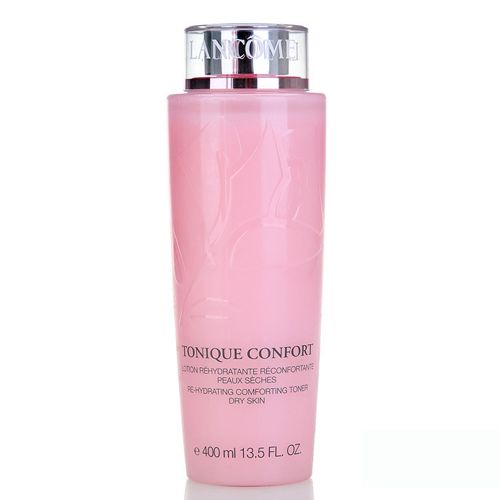 LANCÔME
TONIQUE CONFORT
LOTION RÉHYDRATANTE RÉCONFORTANTE
PEAUX SÈCHES
RE-HYDRATING COMFORTING TONER
DRY SKIN
℮ 400 ml 13.5 FL. OZ.